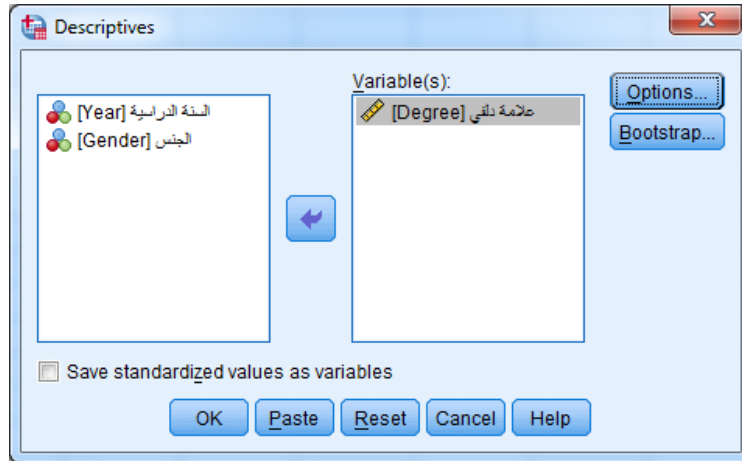 Descriptives
Variable(s):
السنة الدراسية [Year]
الجنس [Gender]
علامة دلفي [Degree]
Options...
Bootstrap...
Save standardized values as variables
OK Paste Reset Cancel Help